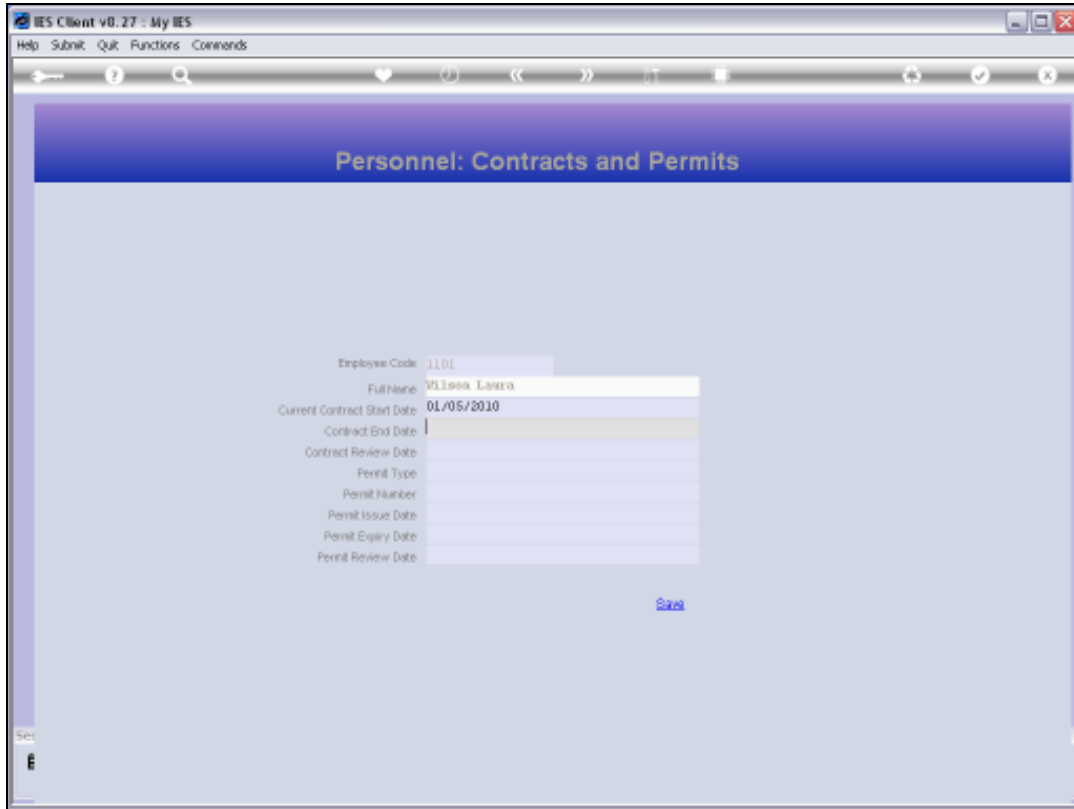 IES Client v8.27 : My IES
Help Submit Quit Functions Commands
Personnel: Contracts and Permits
Employee Code 1101
Full Name Wilson Laura
Current Contract Start Date 01/05/2010
Contract End Date
Contract Review Date
Permit Type
Permit Number
Permit Issue Date
Permit Expiry Date
Permit Review Date
Save